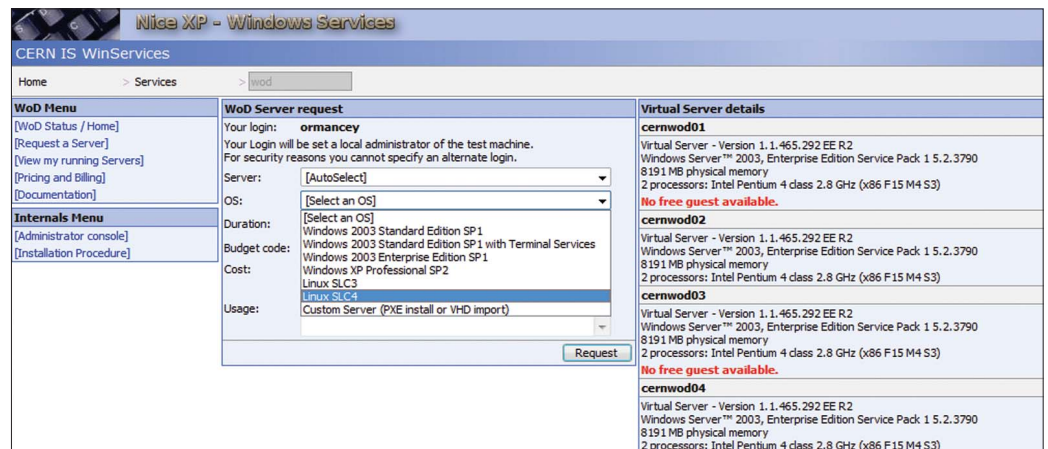 Nice XP - Windows Services
CERN IS WinServices
Home > Services > wod
WoD Menu
[WoD Status / Home]
[Request a Server]
[View my running Servers]
[Pricing and Billing]
[Documentation]
Internals Menu
[Administrator console]
[Installation Procedure]
WoD Server request
Your login: ormancey
Your Login will be set a local administrator of the test machine.
For security reasons you cannot specify an alternate login.
Server: [AutoSelect]
OS: [Select an OS]
[Select an OS]
Duration:
Windows 2003 Standard Edition SP1
Windows 2003 Standard Edition SP1 with Terminal Services
Budget code:
Windows 2003 Enterprise Edition SP1
Cost:
Windows XP Professional SP2
Linux SLC3
Linux SLC4
Usage:
Custom Server (PXE install or VHD import)
Request
Virtual Server details
cernwod01
Virtual Server - Version 1.1.465.292 EE R2
Windows Server™ 2003, Enterprise Edition Service Pack 1 5.2.3790
8191 MB physical memory
2 processors: Intel Pentium 4 class 2.8 GHz (x86 F15 M4 S3)
No free guest available.
cernwod02
Virtual Server - Version 1.1.465.292 EE R2
Windows Server™ 2003, Enterprise Edition Service Pack 1 5.2.3790
8191 MB physical memory
2 processors: Intel Pentium 4 class 2.8 GHz (x86 F15 M4 S3)
cernwod03
Virtual Server - Version 1.1.465.292 EE R2
Windows Server™ 2003, Enterprise Edition Service Pack 1 5.2.3790
8191 MB physical memory
2 processors: Intel Pentium 4 class 2.8 GHz (x86 F15 M4 S3)
No free guest available.
cernwod04
Virtual Server - Version 1.1.465.292 EE R2
Windows Server™ 2003, Enterprise Edition Service Pack 1 5.2.3790
8191 MB physical memory
2 processors: Intel Pentium 4 class 2.8 GHz (x86 F15 M4 S3)